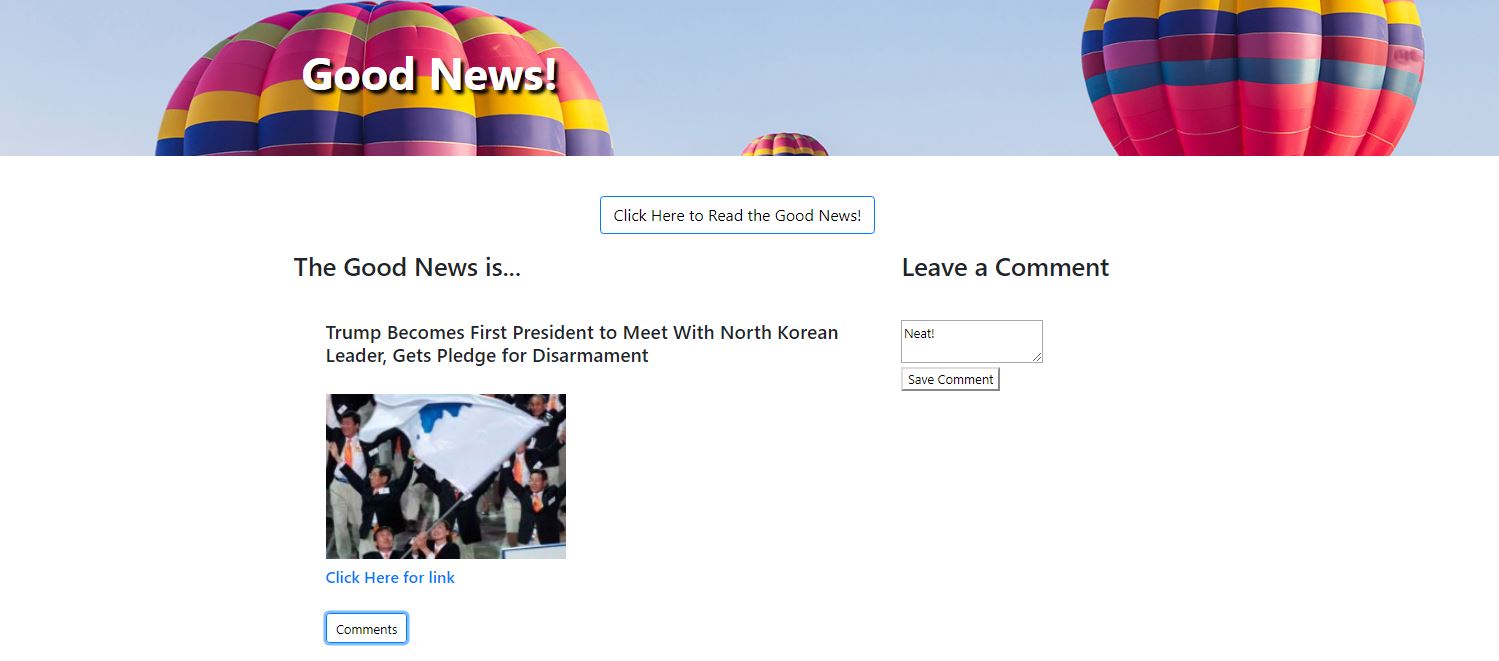 Good News!
Click Here to Read the Good News!
The Good News is...
Leave a Comment
Trump Becomes First President to Meet With North Korean
Leader, Gets Pledge for Disarmament
Neat!
Save Comment
Click Here for link
Comments